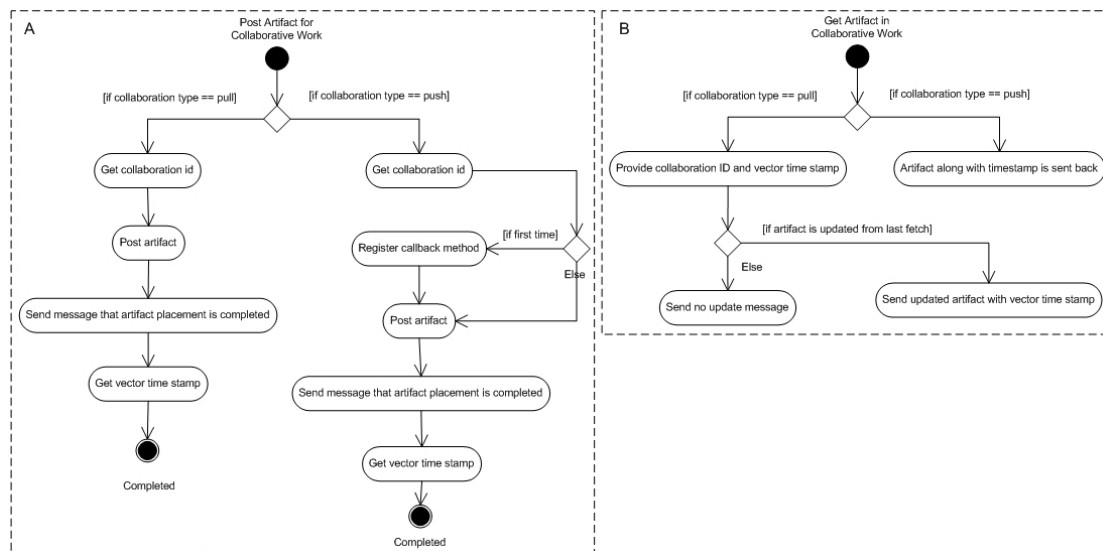 A
Post Artifact for
Collaborative Work
[if collaboration type == pull]
[if collaboration type == push]
Get collaboration id
Get collaboration id
Post artifact
[if first time]
Register callback method
Else
Send message that artifact placement is completed
Post artifact
Get vector time stamp
Send message that artifact placement is completed
Get vector time stamp
Completed
Completed
B
Get Artifact in
Collaborative Work
[if collaboration type == pull]
[if collaboration type == push]
Provide collaboration ID and vector time stamp
Artifact along with timestamp is sent back
[if artifact is updated from last fetch]
Else
Send no update message
Send updated artifact with vector time stamp